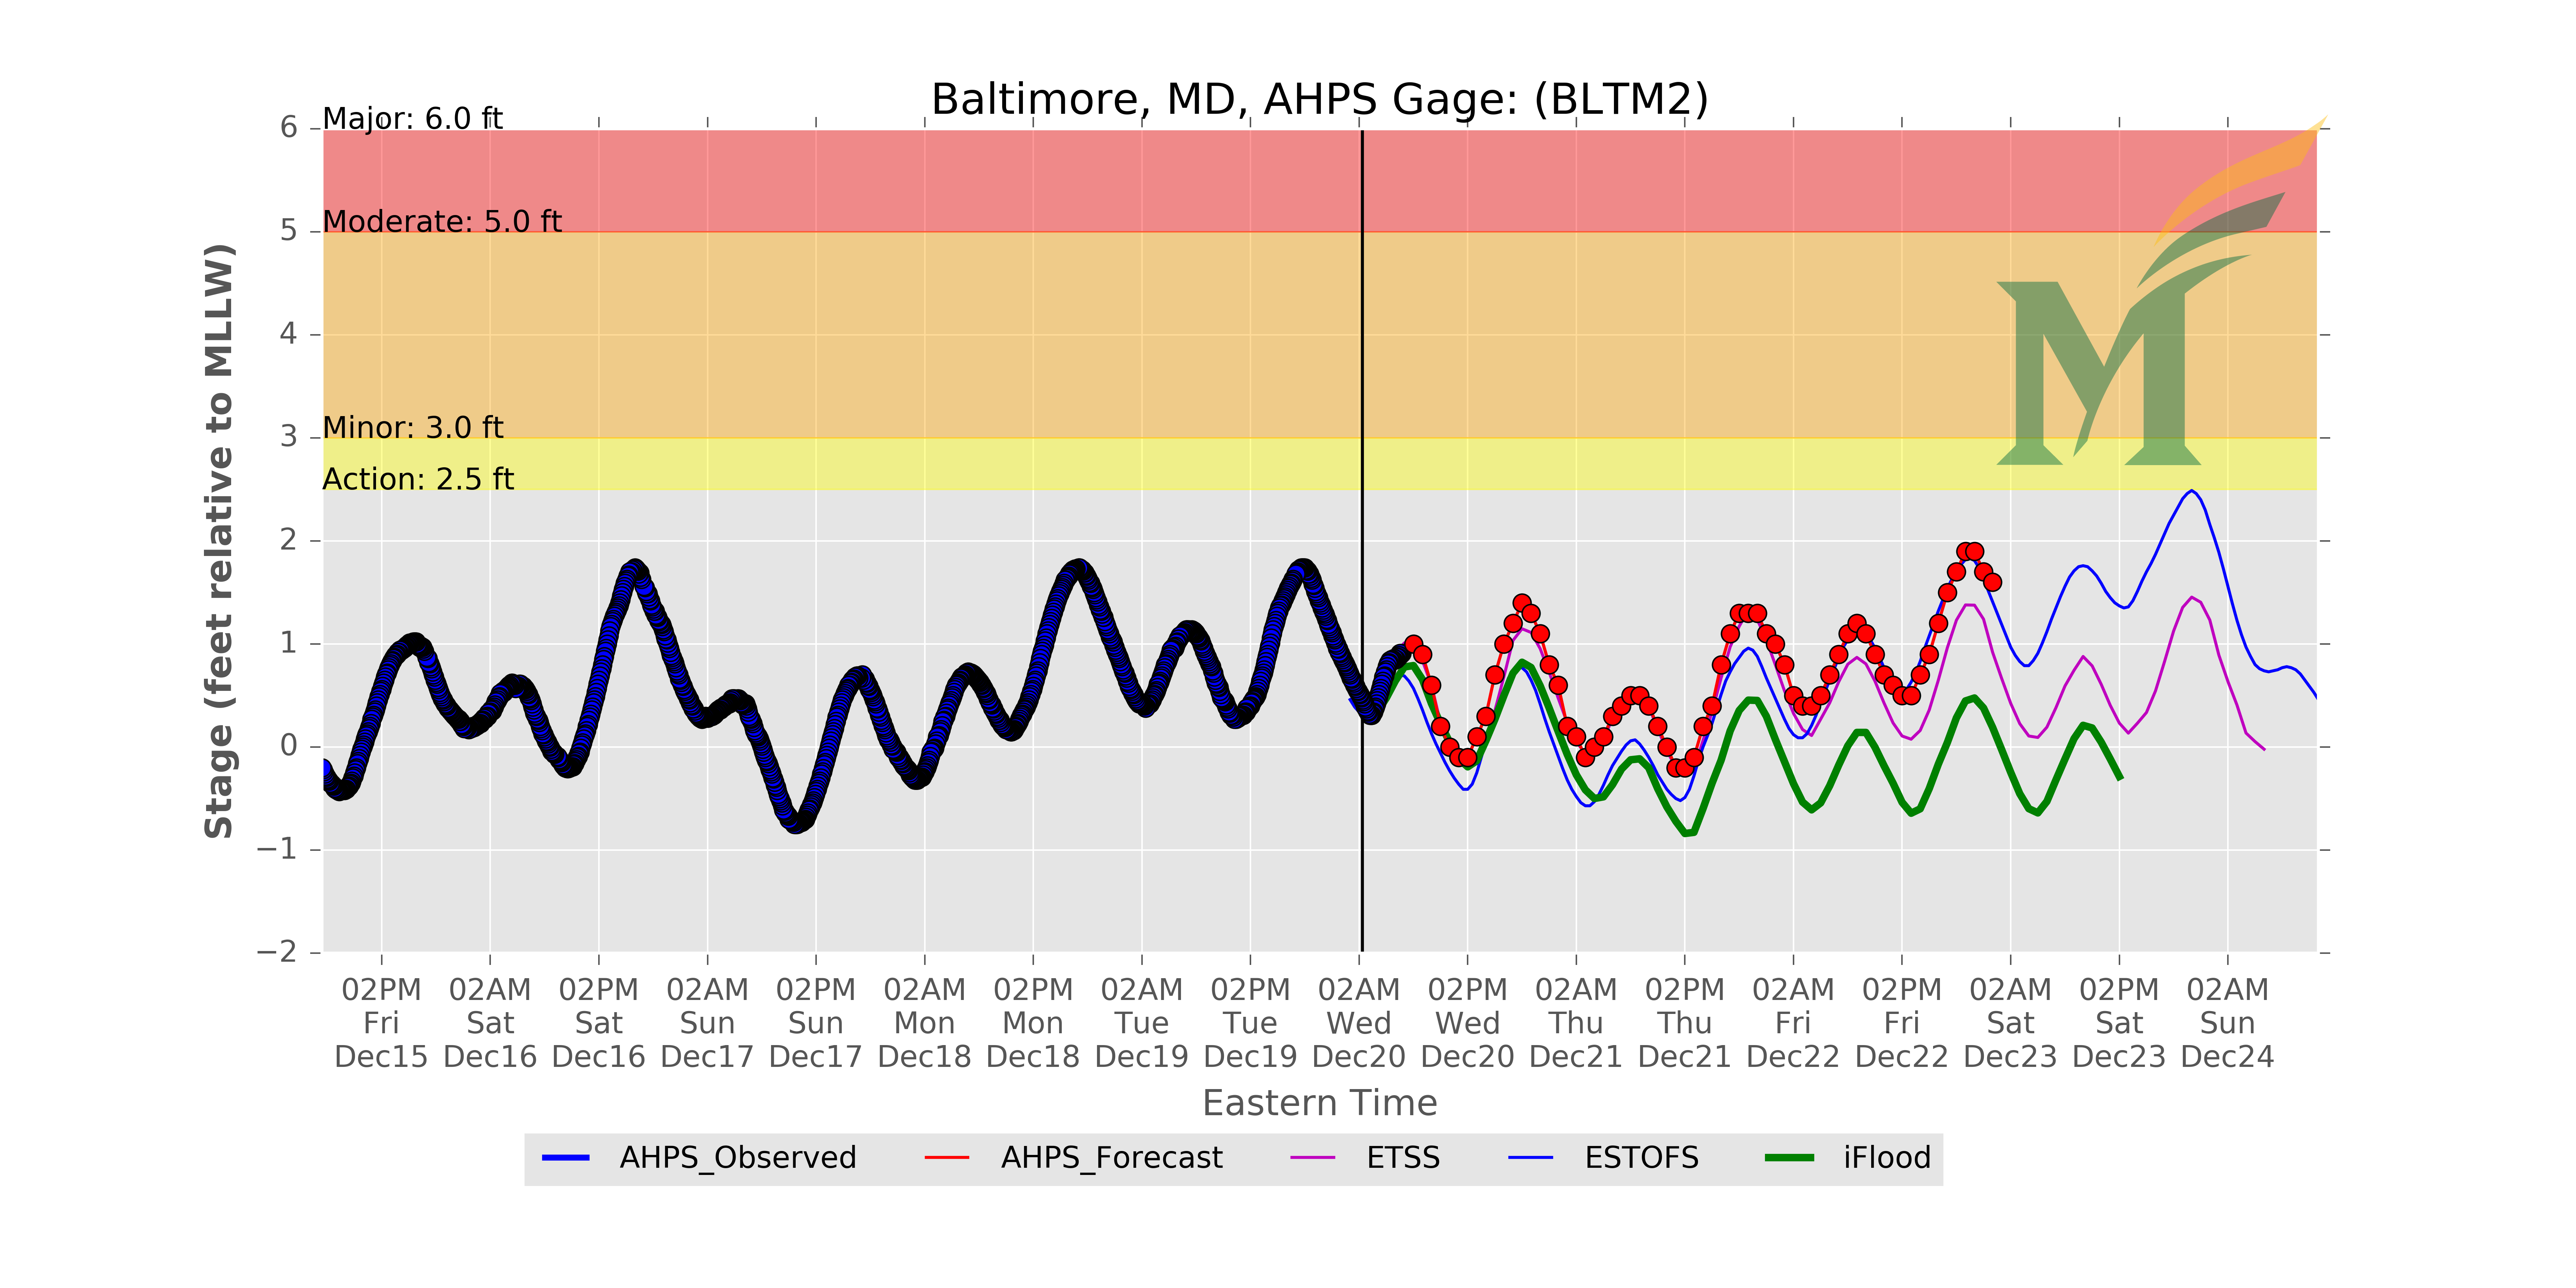 Baltimore, MD, AHPS Gage: (BLTM2)
Major: 6.0 ft
Moderate: 5.0 ft
Minor: 3.0 ft
Action: 2.5 ft
6
5
4
3
2
1
0
−1
−2
Stage (feet relative to MLLW)
02PM 02AM 02PM 02AM 02PM 02AM 02PM 02AM 02PM 02AM 02PM 02AM 02PM 02AM 02PM 02AM 02PM 02AM
Fri Sat Sat Sun Sun Mon Mon Tue Tue Wed Wed Thu Thu Fri Fri Sat Sat Sun
Dec15 Dec16 Dec16 Dec17 Dec17 Dec18 Dec18 Dec19 Dec19 Dec20 Dec20 Dec21 Dec21 Dec22 Dec22 Dec23 Dec23 Dec24
Eastern Time
AHPS_Observed AHPS_Forecast ETSS ESTOFS iFlood
M